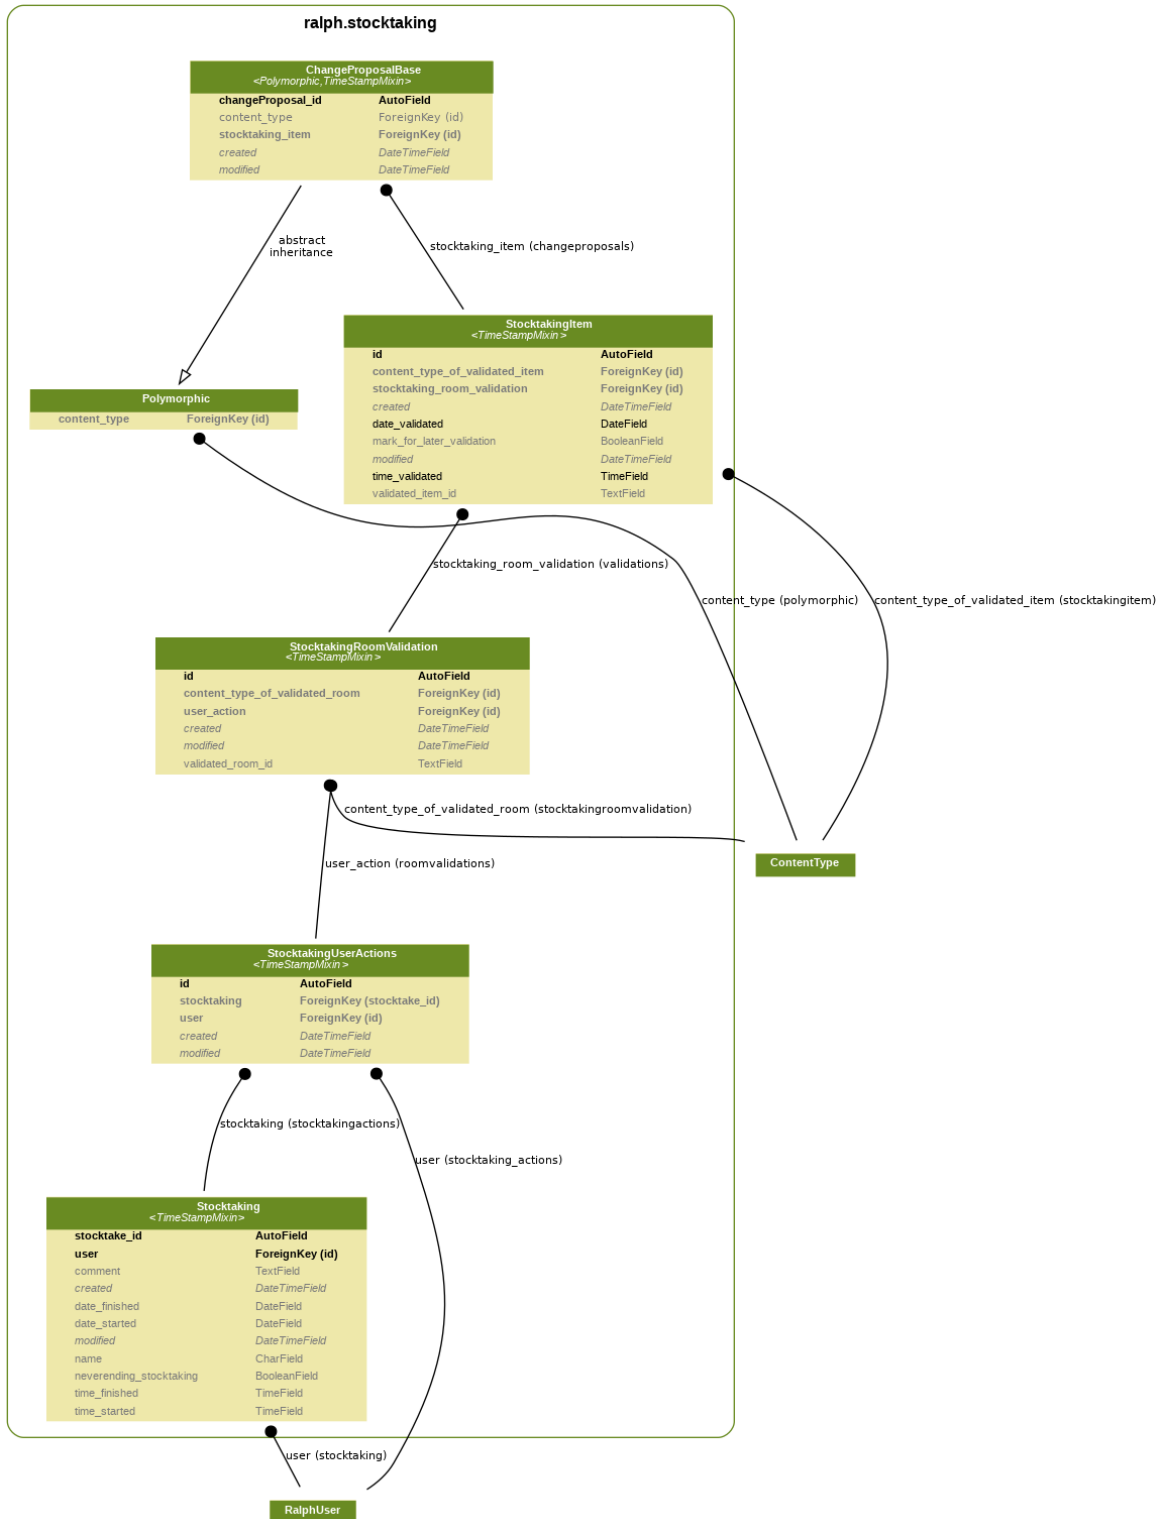 ralph.stocktaking
ChangeProposalBase
<Polymorphic,TimeStampMixin>
changeProposal_id AutoField
content_type ForeignKey (id)
stocktaking_item ForeignKey (id)
created DateTimeField
modified DateTimeField
abstract
inheritance
stocktaking_item (changeproposals)
StocktakingItem
<TimeStampMixin>
id AutoField
content_type_of_validated_item ForeignKey (id)
stocktaking_room_validation ForeignKey (id)
created DateTimeField
date_validated DateField
mark_for_later_validation BooleanField
modified DateTimeField
time_validated TimeField
validated_item_id TextField
Polymorphic
content_type ForeignKey (id)
stocktaking_room_validation (validations)
content_type (polymorphic)
content_type_of_validated_item (stocktakingitem)
StocktakingRoomValidation
<TimeStampMixin>
id AutoField
content_type_of_validated_room ForeignKey (id)
user_action ForeignKey (id)
created DateTimeField
modified DateTimeField
validated_room_id TextField
content_type_of_validated_room (stocktakingroomvalidation)
user_action (roomvalidations)
ContentType
StocktakingUserActions
<TimeStampMixin>
id AutoField
stocktaking ForeignKey (stocktake_id)
user ForeignKey (id)
created DateTimeField
modified DateTimeField
stocktaking (stocktakingactions)
user (stocktaking_actions)
Stocktaking
<TimeStampMixin>
stocktake_id AutoField
user ForeignKey (id)
comment TextField
created DateTimeField
date_finished DateField
date_started DateField
modified DateTimeField
name CharField
neverending_stocktaking BooleanField
time_finished TimeField
time_started TimeField
user (stocktaking)
RalphUser